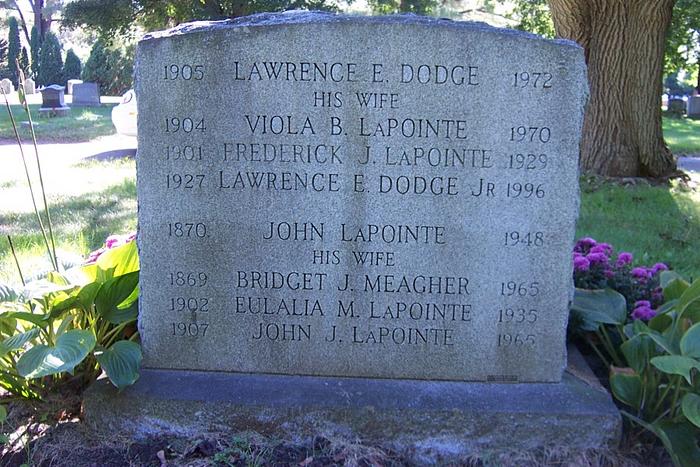 1905 LAWRENCE E. DODGE 1972
HIS WIFE
1904 VIOLA B. LAPOINTE 1970
1901 FREDERICK J. LAPOINTE 1929
1927 LAWRENCE E. DODGE JR 1996
1870 JOHN LAPOINTE 1948
HIS WIFE
1869 BRIDGET J. MEAGHER 1965
1902 EULALIA M. LAPOINTE 1935
1907 JOHN J. LAPOINTE